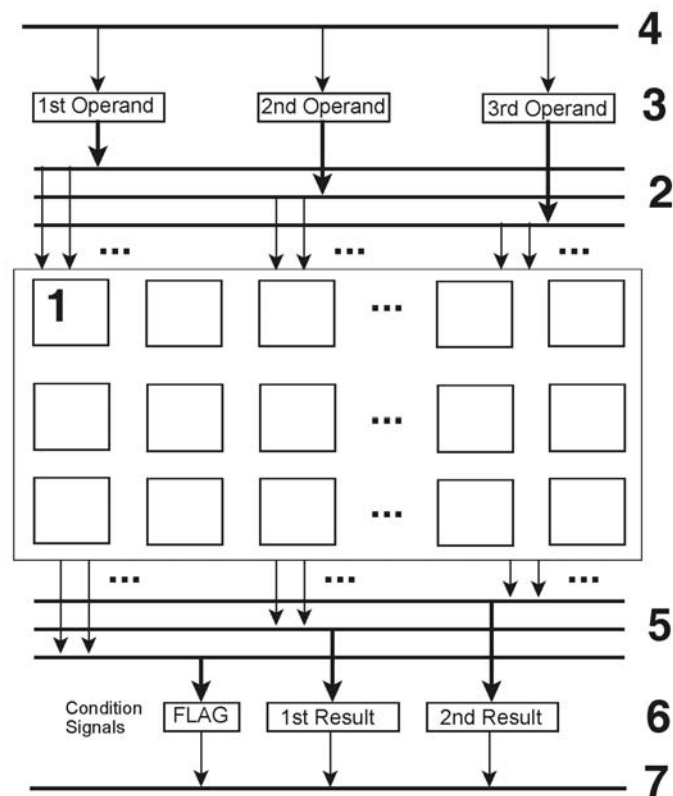 4
1st Operand 2nd Operand 3rd Operand 3
2
... ... ...
1 ...
...
...
... ... ...
5
Condition
Signals
FLAG 1st Result 2nd Result 6
7